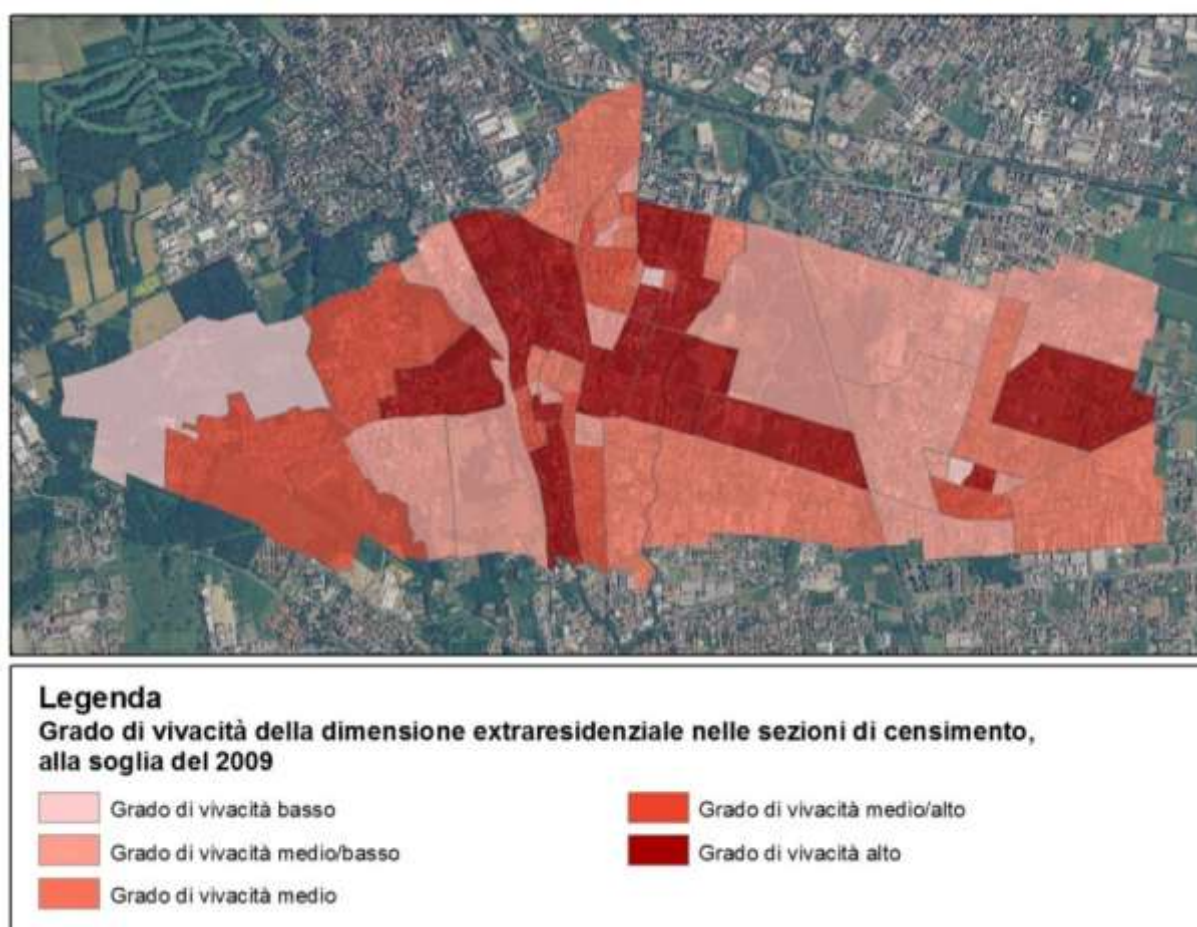 Legenda
Grado di vivacità della dimensione extraresidenziale nelle sezioni di censimento,
alla soglia del 2009
Grado di vivacità basso
Grado di vivacità medio/basso
Grado di vivacità medio
Grado di vivacità medio/alto
Grado di vivacità alto